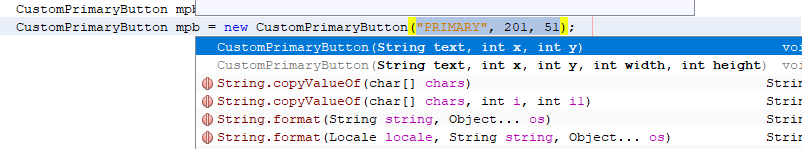 CustomPrimaryButton mpb
CustomPrimaryButton mpb = new CustomPrimaryButton("PRIMARY", 201, 51);
CustomPrimaryButton(String text, int x, int y) voi
CustomPrimaryButton(String text, int x, int y, int width, int height) voi
String.copyValueOf(char[] chars) Strin
String.copyValueOf(char[] chars, int i, int i1) Strin
String.format(String string, Object... os) Strin
String.format(Locale locale, String string, Object... os) Strin